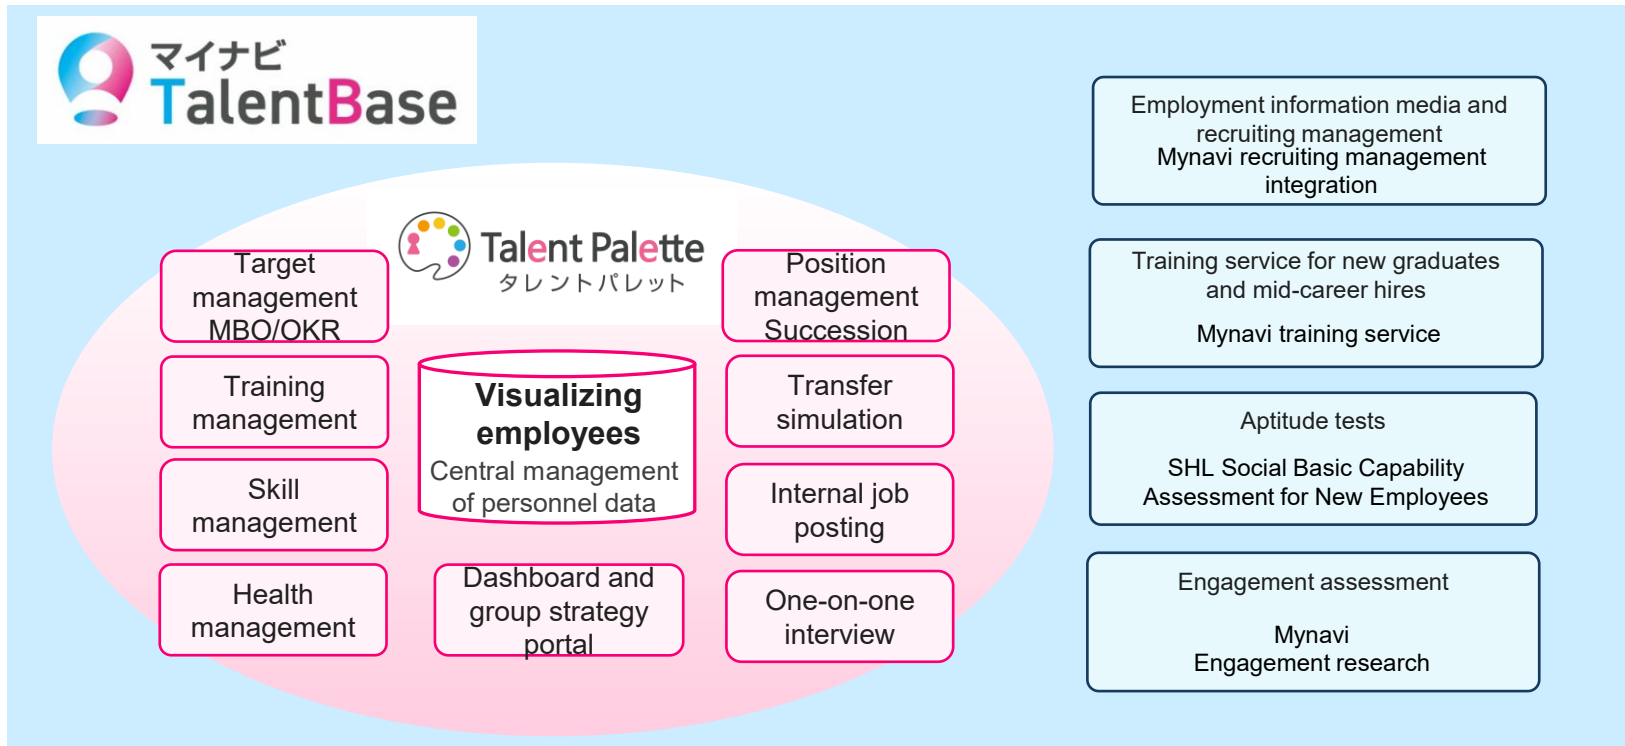 マイナビ
TalentBase
Talent Palette
タレントパレット
Target
management
MBO/OKR
Training
management
Skill
management
Health
management
Visualizing
employees
Central management
of personnel data
Dashboard and
group strategy
portal
Position
management
Succession
Transfer
simulation
Internal job
posting
One-on-one
interview
Employment information media and
recruiting management
Mynavi recruiting management
integration
Training service for new graduates
and mid-career hires
Mynavi training service
Aptitude tests
SHL Social Basic Capability
Assessment for New Employees
Engagement assessment
Mynavi
Engagement research